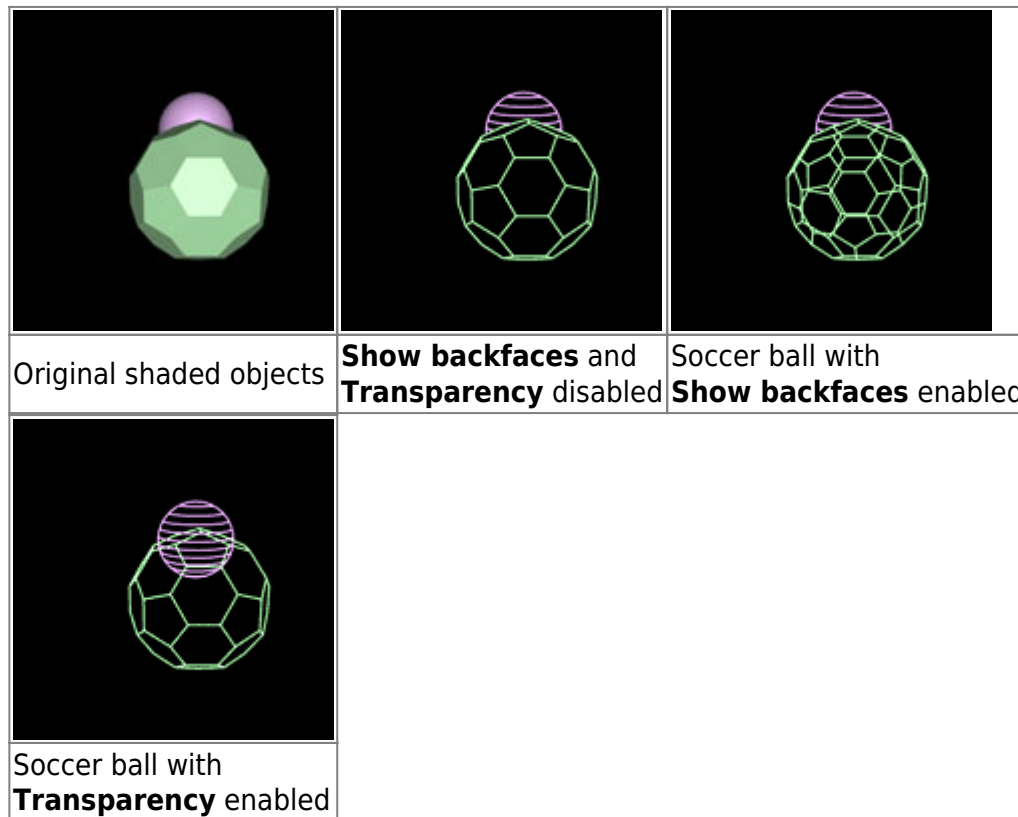 Original shaded objects
Show backfaces and
Transparency disabled
Soccer ball with
Show backfaces enabled
Soccer ball with
Transparency enabled